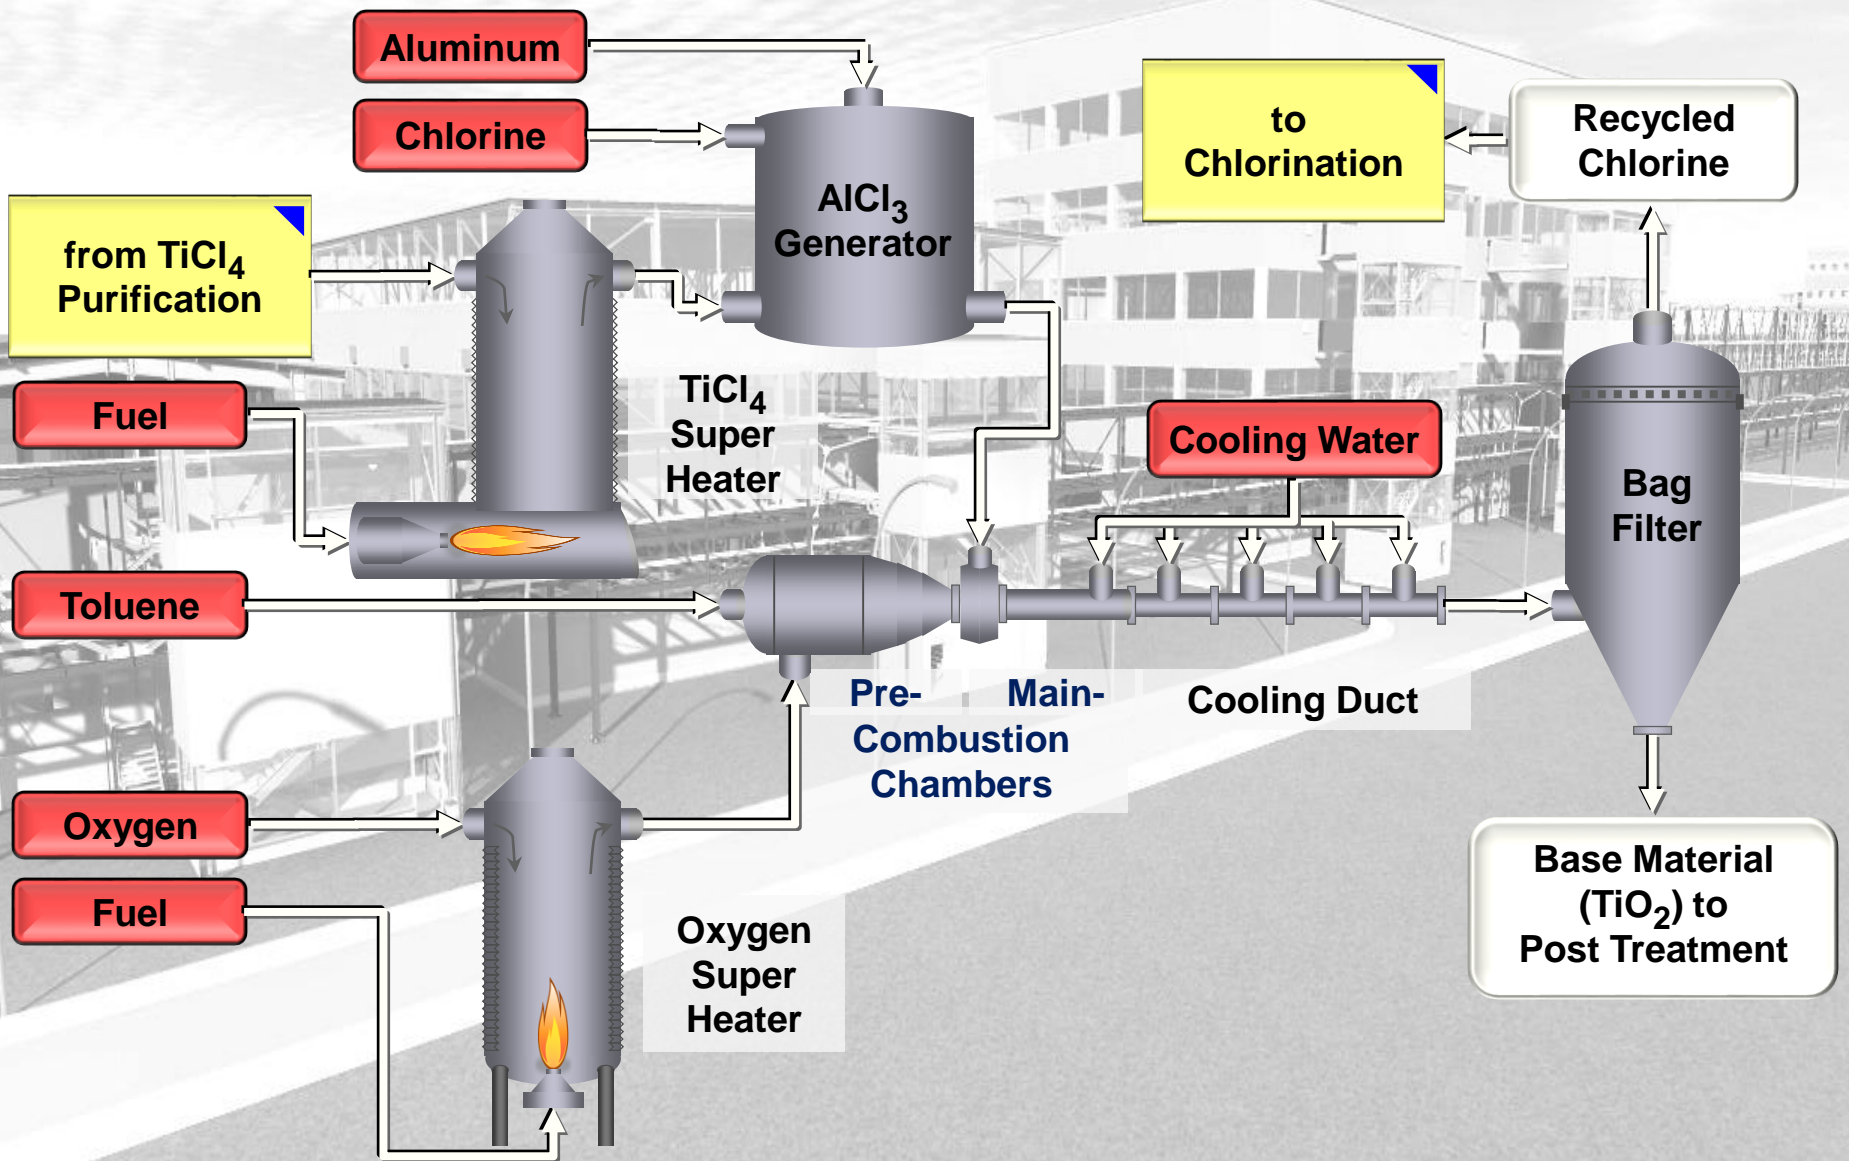 Aluminum
Chlorine
from TiCl₄
Purification
Fuel
AlCl₃
Generator
to
Chlorination
Recycled
Chlorine
TiCl₄
Super
Heater
Cooling Water
Bag
Filter
Toluene
Pre-
Main-
Combustion
Chambers
Cooling Duct
Oxygen
Fuel
Oxygen
Super
Heater
Base Material
(TiO₂) to
Post Treatment